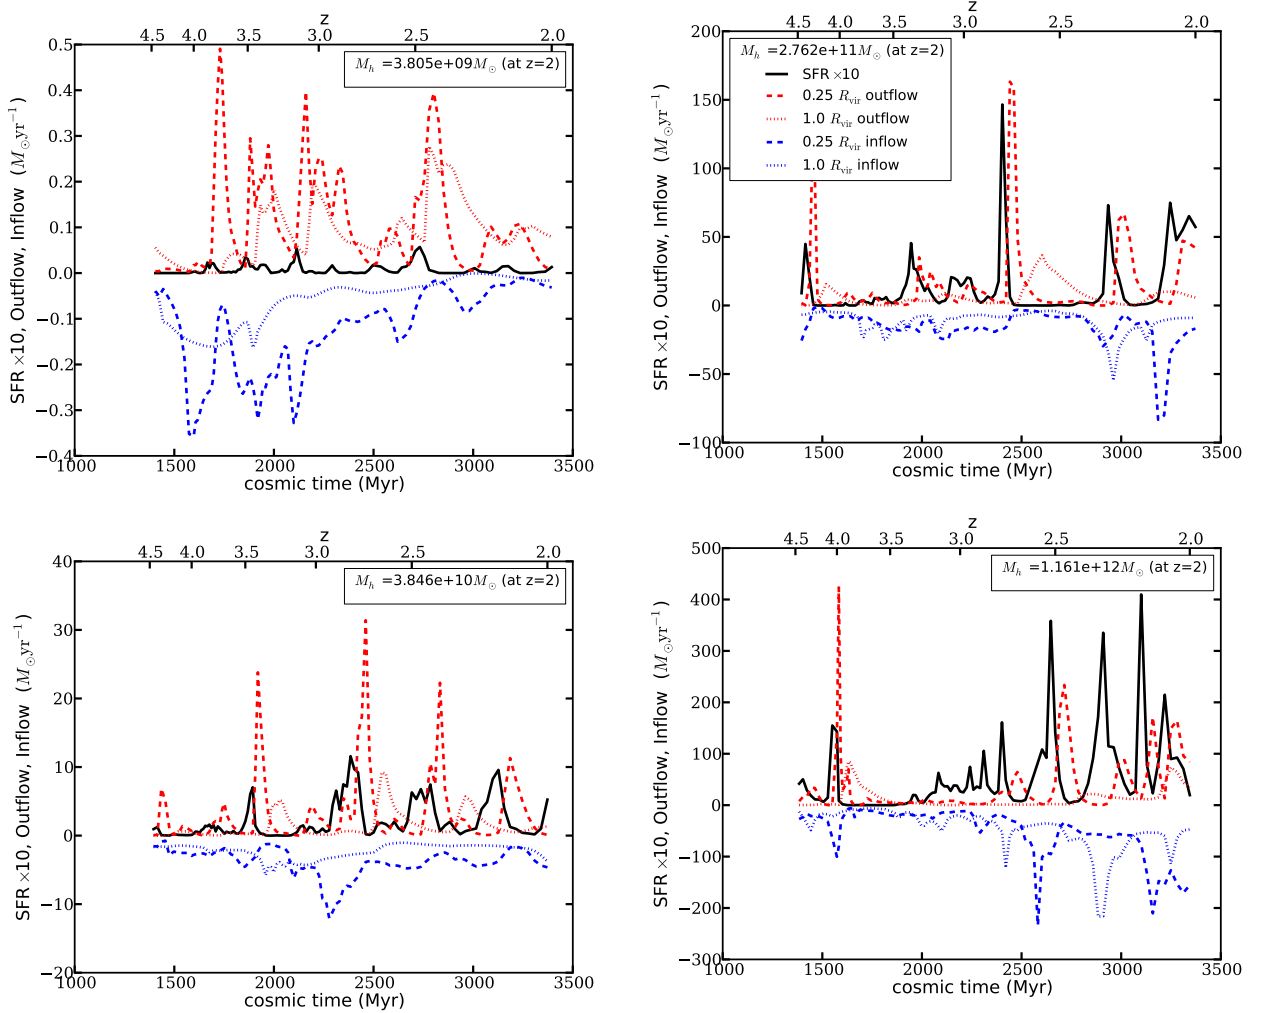 z
4.5 4.0 3.5 3.0 2.5 2.0
0.5
0.4
0.3
0.2
0.1
0.0
−0.1
−0.2
−0.3
−0.4
SFR ×10, Outflow, Inflow (M⊙yr⁻¹)
M_h =3.805e+09M⊙ (at z=2)
1000 1500 2000 2500 3000 3500
cosmic time (Myr)
z
4.5 4.0 3.5 3.0 2.5 2.0
200
150
100
50
0
−50
−100
SFR ×10, Outflow, Inflow (M⊙yr⁻¹)
M_h =2.762e+11M⊙ (at z=2)
SFR ×10
0.25 R_vir outflow
1.0 R_vir outflow
0.25 R_vir inflow
1.0 R_vir inflow
1000 1500 2000 2500 3000 3500
cosmic time (Myr)
z
4.5 4.0 3.5 3.0 2.5 2.0
40
30
20
10
0
−10
−20
SFR ×10, Outflow, Inflow (M⊙yr⁻¹)
M_h =3.846e+10M⊙ (at z=2)
1000 1500 2000 2500 3000 3500
cosmic time (Myr)
z
4.5 4.0 3.5 3.0 2.5 2.0
500
400
300
200
100
0
−100
−200
−300
SFR ×10, Outflow, Inflow (M⊙yr⁻¹)
M_h =1.161e+12M⊙ (at z=2)
1000 1500 2000 2500 3000 3500
cosmic time (Myr)